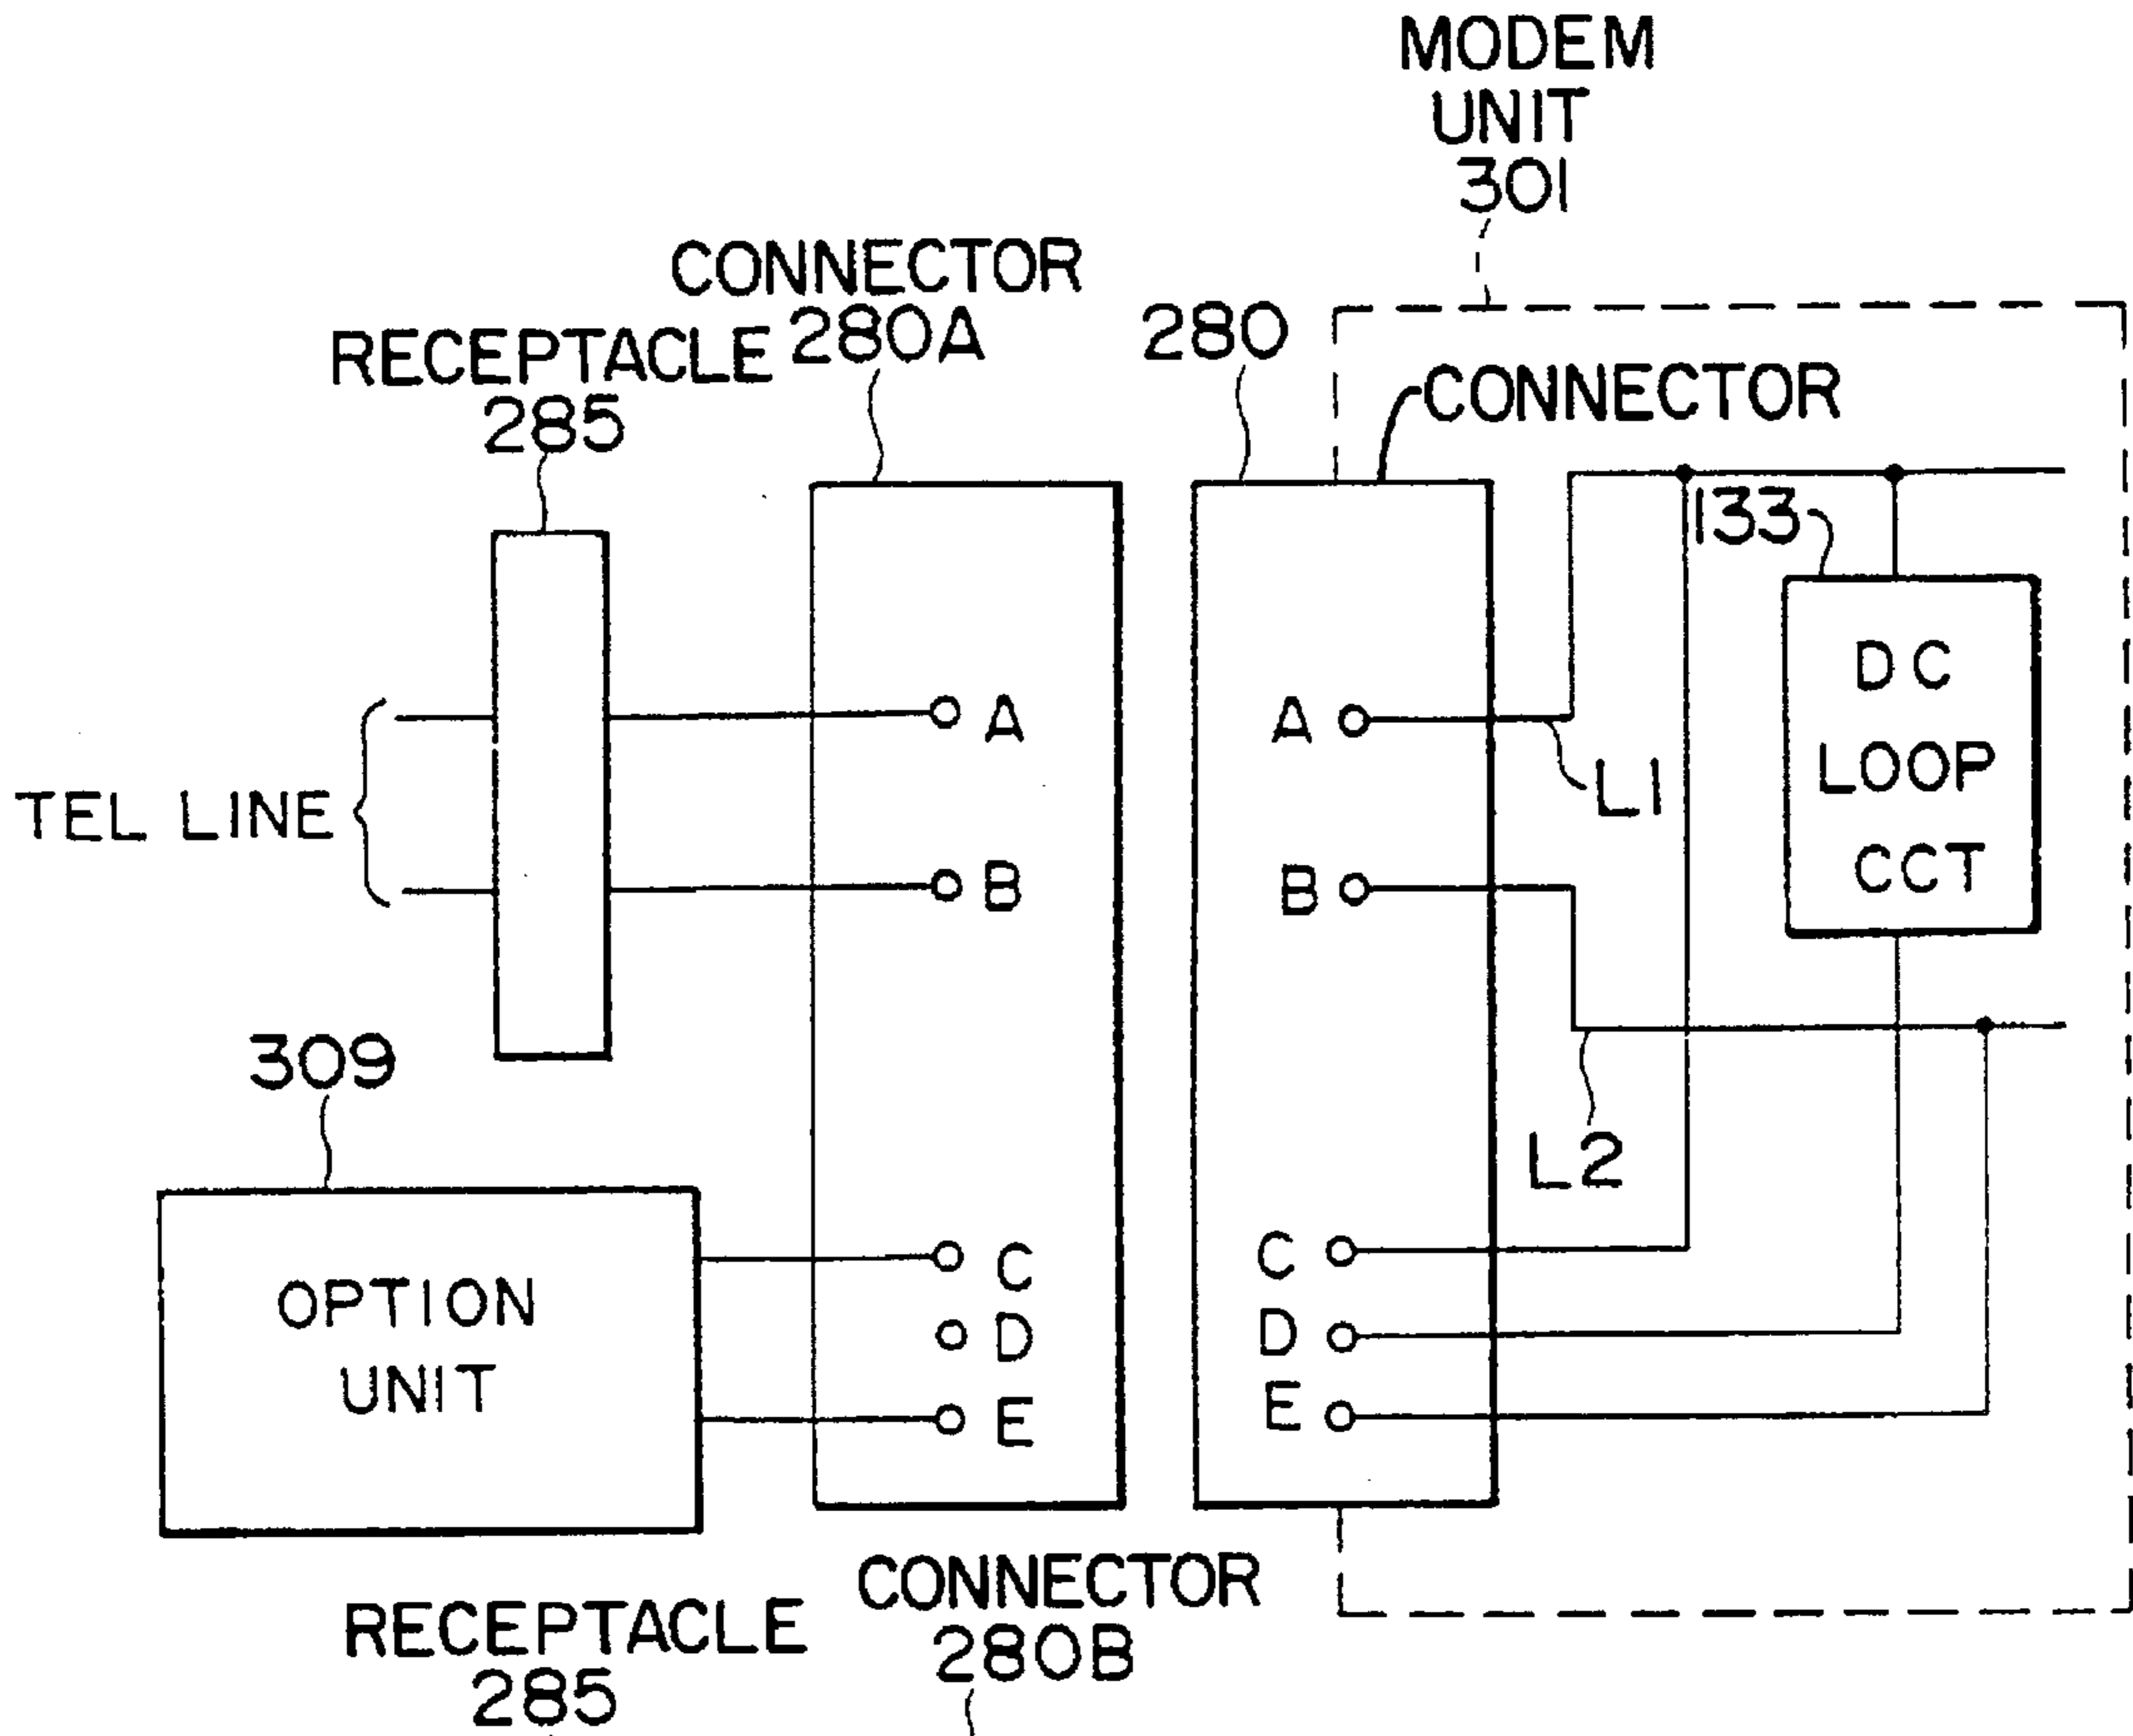 MODEM
UNIT
301
CONNECTOR
280A
280
RECEPTACLE
285
CONNECTOR
133
DC
LOOP
CCT
A
A
L1
TEL LINE
B
B
309
L2
OPTION
UNIT
C
C
D
D
E
E
CONNECTOR
280B
RECEPTACLE
285